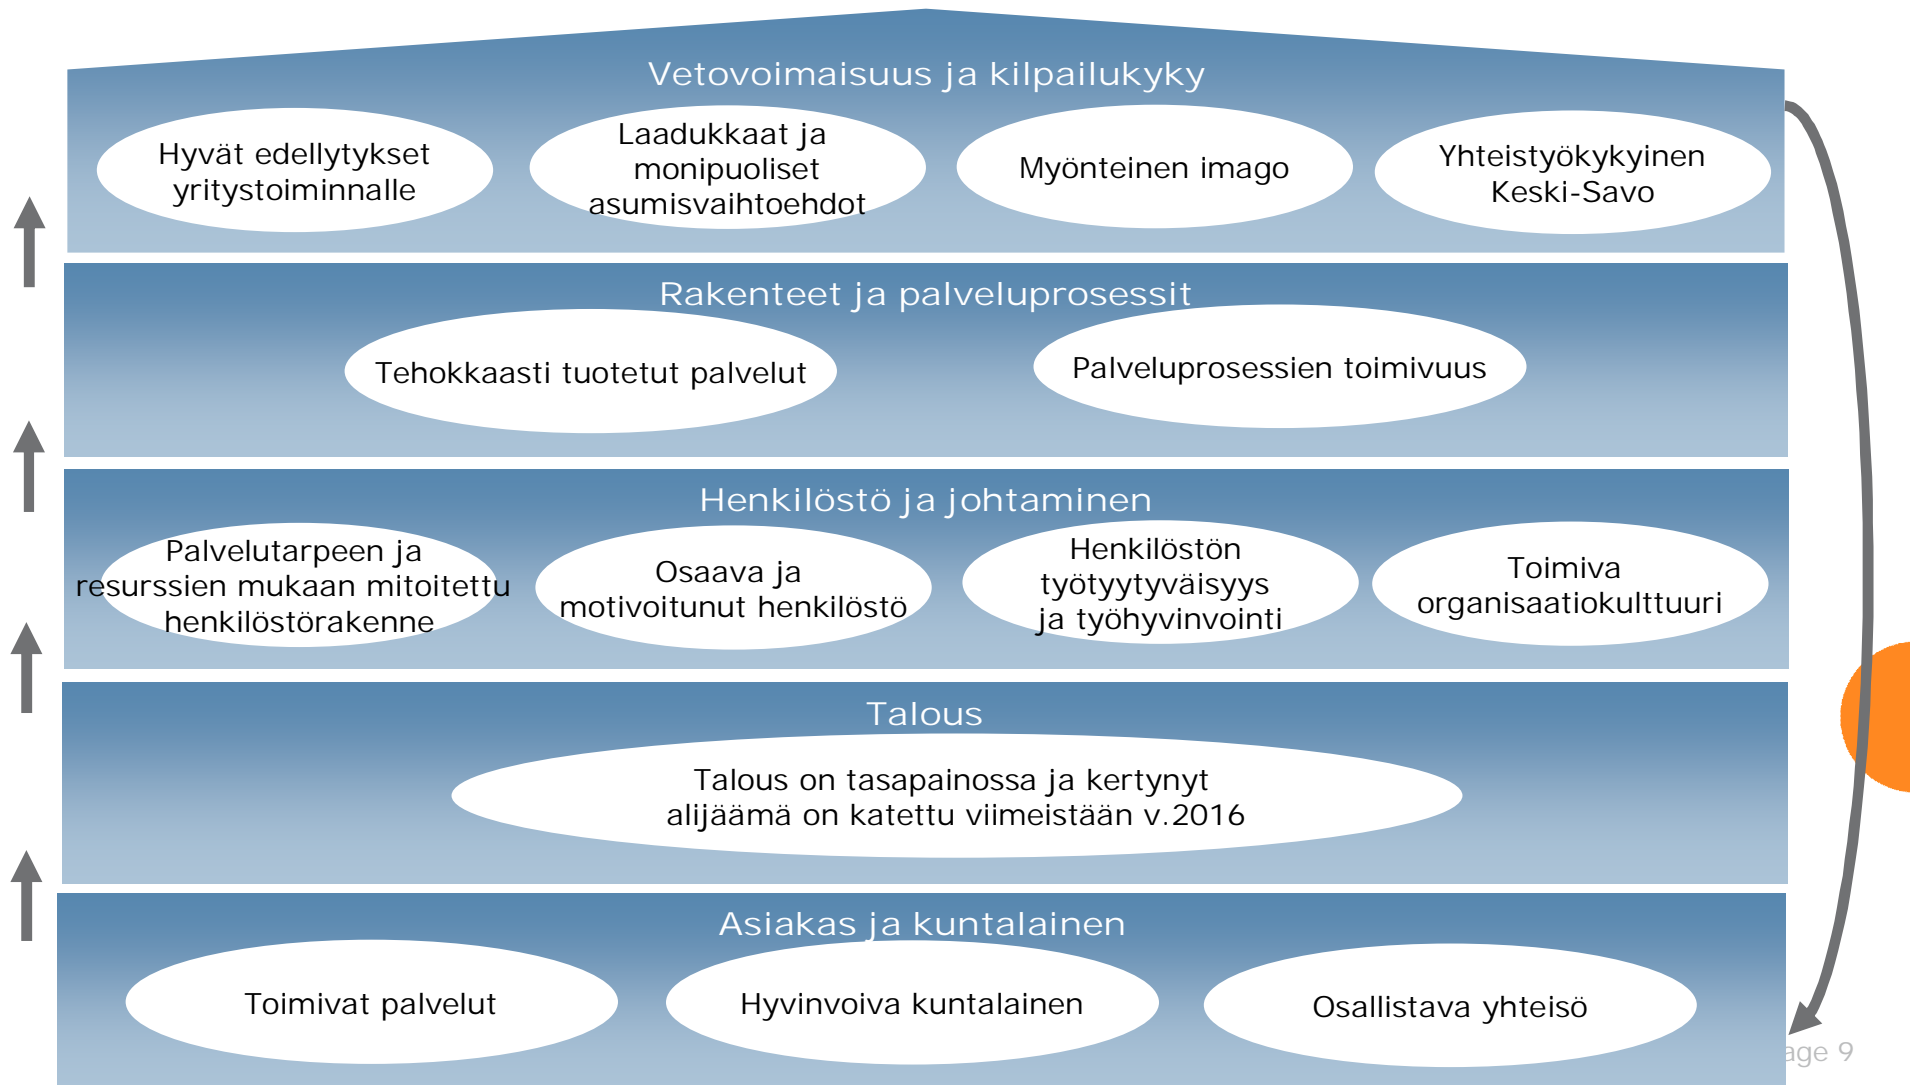 Vetovoimaisuus ja kilpailukyky
Hyvät edellytykset
yritystoiminnalle
Laadukkaat ja
monipuoliset
asumisvaihtoehdot
Myönteinen imago
Yhteistyökykyinen
Keski-Savo
Rakenteet ja palveluprosessit
Tehokkaasti tuotetut palvelut
Palveluprosessien toimivuus
Henkilöstö ja johtaminen
Palvelutarpeen ja
resurssien mukaan mitoitettu
henkilöstörakenne
Osaava ja
motivoitunut henkilöstö
Henkilöstön
työtyytyväisyys
ja työhyvinvointi
Toimiva
organisaatiokulttuuri
Talous
Talous on tasapainossa ja kertynyt
alijäämä on katettu viimeistään v.2016
Asiakas ja kuntalainen
Toimivat palvelut
Hyvinvoiva kuntalainen
Osallistava yhteisö
age 9